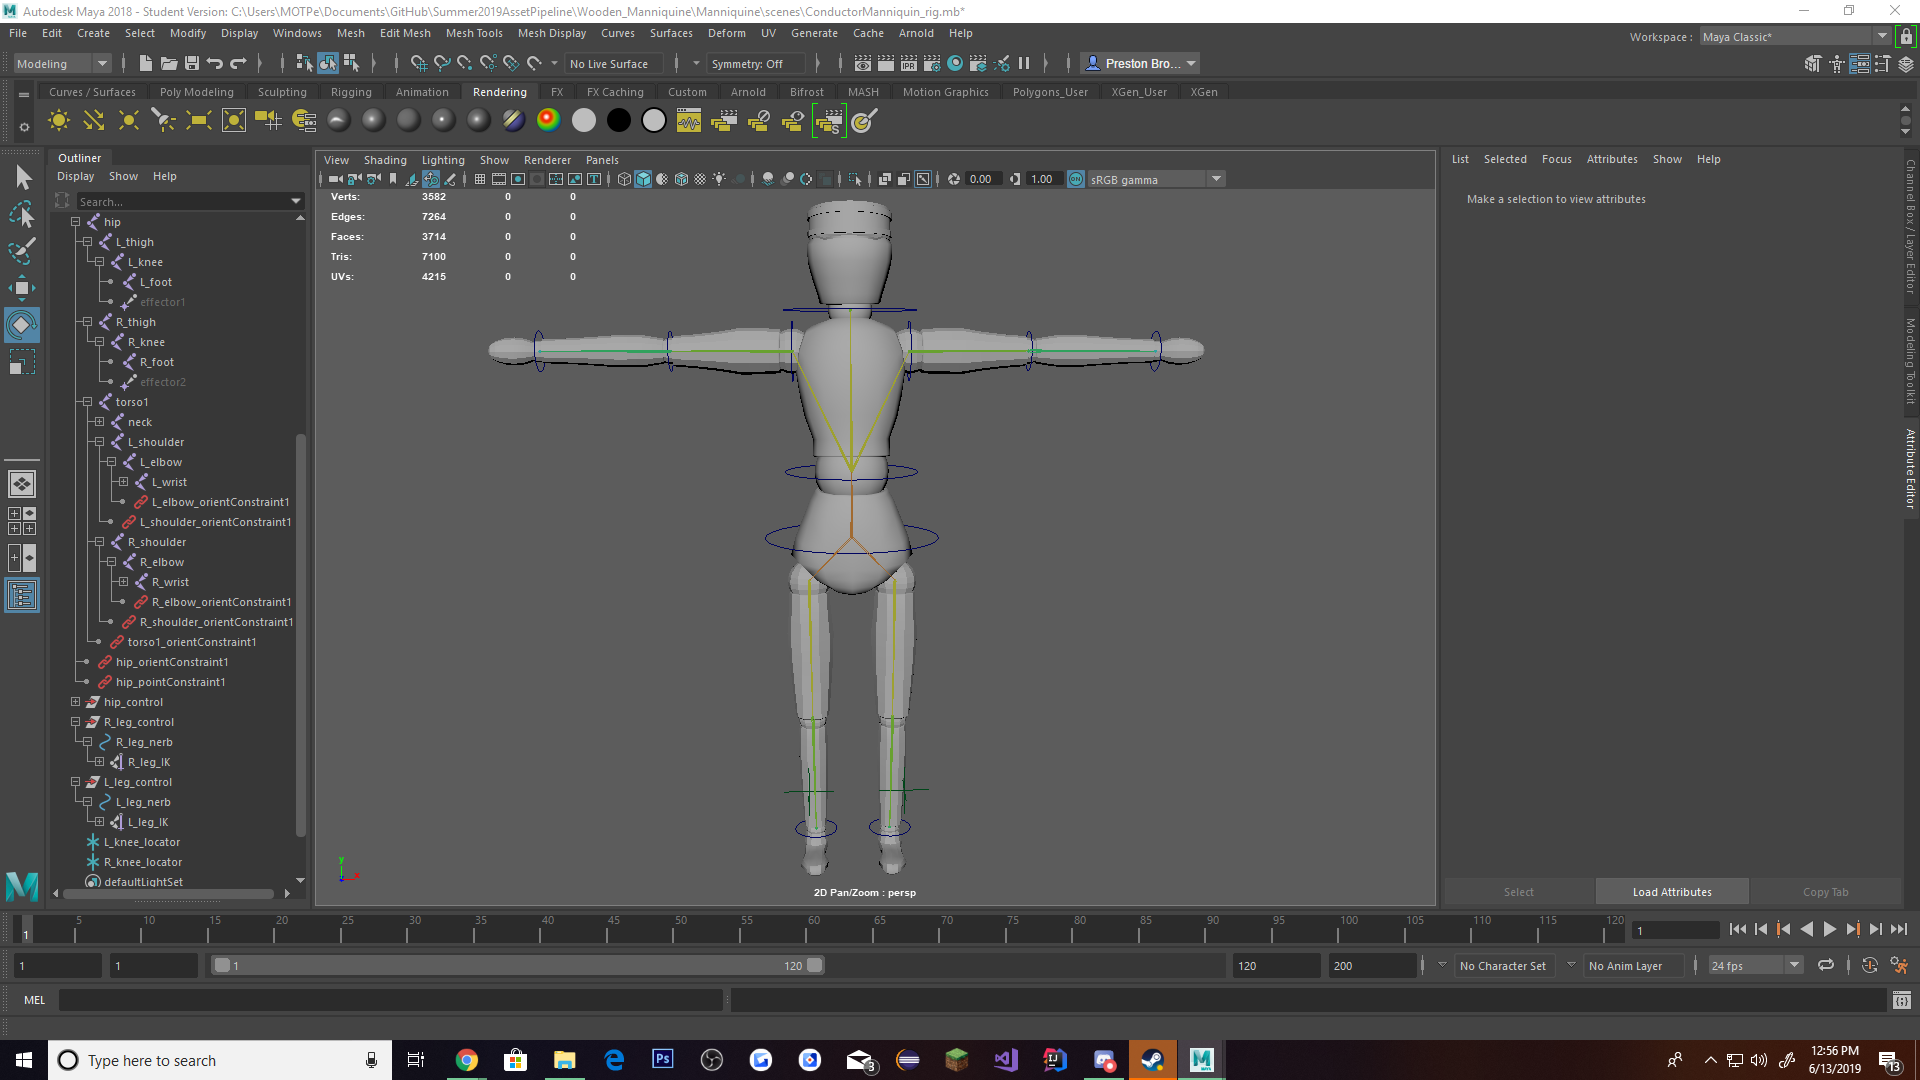 Autodesk Maya 2018 - Student Version: C:\Users\MOTPe\Documents\GitHub\Summer2019AssetPipeline\Wooden_Manniquine\Manniquine\scenes\ConductorManniquin_rig.mb*
File Edit Create Select Modify Display Windows Mesh Edit Mesh Mesh Tools Mesh Display Curves Surfaces Deform UV Generate Cache Arnold Help
Workspace : Maya Classic*
Modeling No Live Surface Symmetry: Off Preston Bro...
Curves / Surfaces Poly Modeling Sculpting Rigging Animation Rendering FX FX Caching Custom Arnold Bifrost MASH Motion Graphics Polygons_User XGen_User XGen
Outliner
Display Show Help
Search...
hip
L_thigh
L_knee
L_foot
effector1
R_thigh
R_knee
R_foot
effector2
torso1
neck
L_shoulder
L_elbow
L_wrist
L_elbow_orientConstraint1
L_shoulder_orientConstraint1
R_shoulder
R_elbow
R_wrist
R_elbow_orientConstraint1
R_shoulder_orientConstraint1
torso1_orientConstraint1
hip_orientConstraint1
hip_pointConstraint1
hip_control
R_leg_control
R_leg_nerb
R_leg_IK
L_leg_control
L_leg_nerb
L_leg_IK
L_knee_locator
R_knee_locator
defaultLightSet
View Shading Lighting Show Renderer Panels
0.00 1.00 sRGB gamma
Verts: 3582 0 0
Edges: 7264 0 0
Faces: 3714 0 0
Tris: 7100 0 0
UVs: 4215 0 0
y
x
2D Pan/Zoom : persp
List Selected Focus Attributes Show Help
Make a selection to view attributes
Select Load Attributes Copy Tab
Channel Box / Layer Editor
Modeling Toolkit
Attribute Editor
1 5 10 15 20 25 30 35 40 45 50 55 60 65 70 75 80 85 90 95 100 105 110 115 120 1
1 1 1 120 120 200 No Character Set No Anim Layer 24 fps
MEL
Type here to search
3
12:56 PM
6/13/2019
13